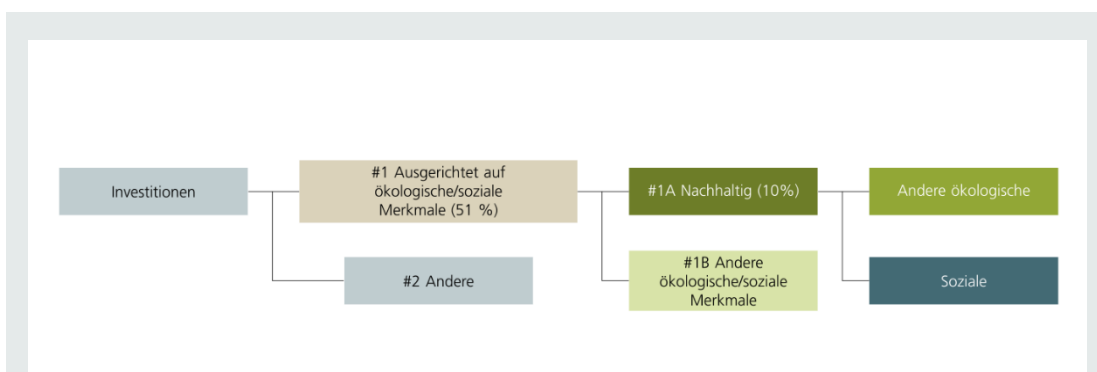 Investitionen
#1 Ausgerichtet auf
ökologische/soziale
Merkmale (51 %)
#1A Nachhaltig (10%)
Andere ökologische
#2 Andere
#1B Andere
ökologische/soziale
Merkmale
Soziale